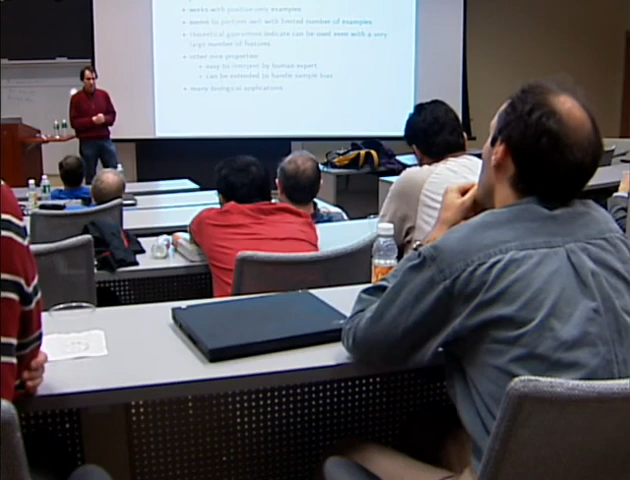 • works with positive-only examples
• seems to perform well with limited number of examples
• theoretical guarantees indicate can be used even with a very
large number of features
• other nice properties
• easy to interpret by human expert
• can be extended to handle sample bias
• many biological applications